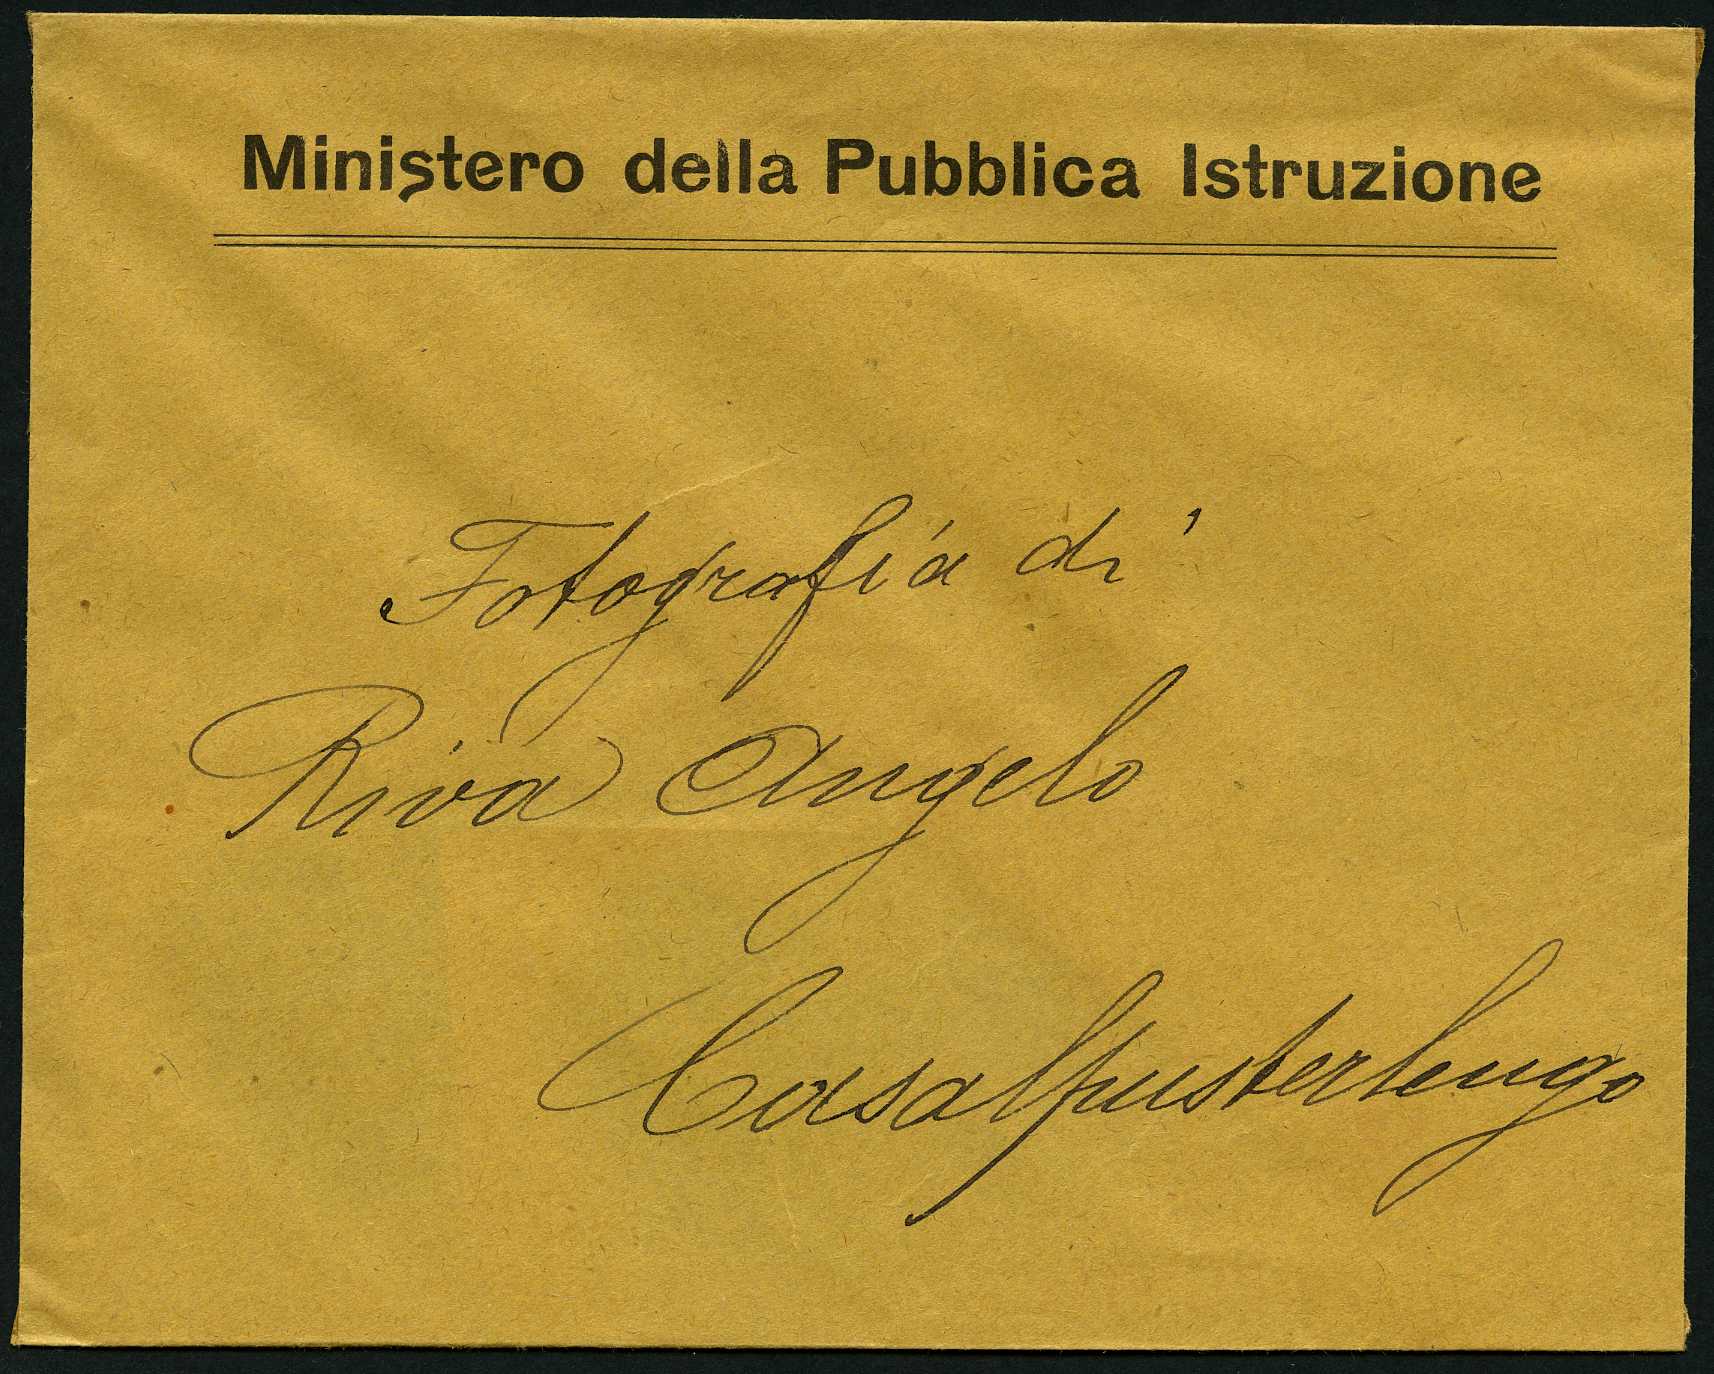 Ministero della Pubblica Istruzione
Fotografia di
Riva Angelo
Casalpusterlengo